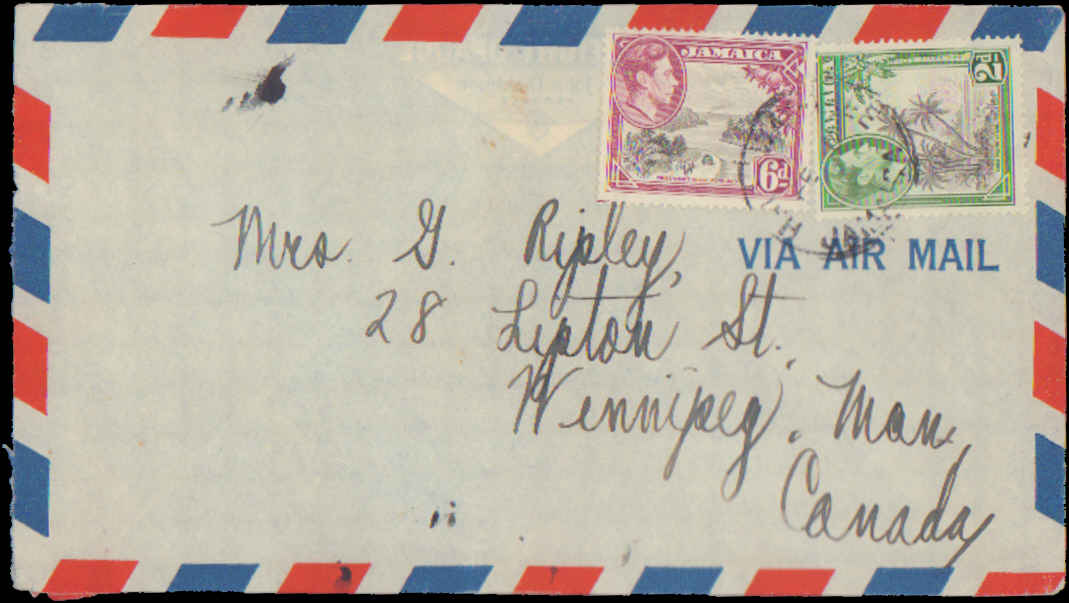 JAMAICA
6d
JAMAICA
2d
VIA AIR MAIL
Mrs. G. Ripley,
28 Lipton St.,
Winnipeg, Man,
Canada